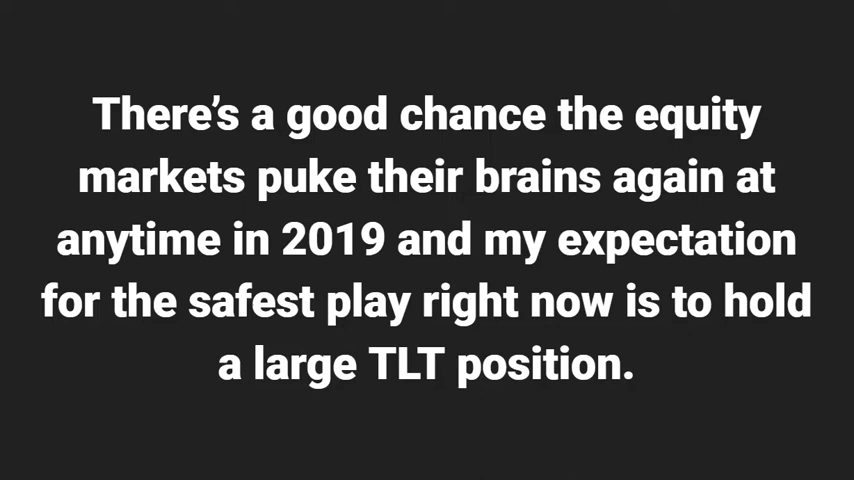 There’s a good chance the equity
markets puke their brains again at
anytime in 2019 and my expectation
for the safest play right now is to hold
a large TLT position.